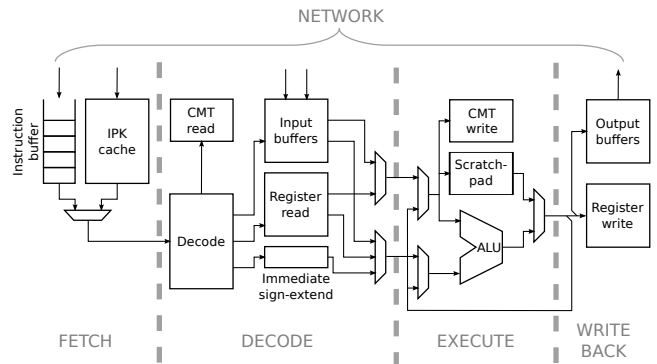 NETWORK
Instruction
buffer
IPK
cache
CMT
read
Input
buffers
Register
read
Decode
Immediate
sign-extend
CMT
write
Scratch-
pad
ALU
Output
buffers
Register
write
FETCH
DECODE
EXECUTE
WRITE
BACK